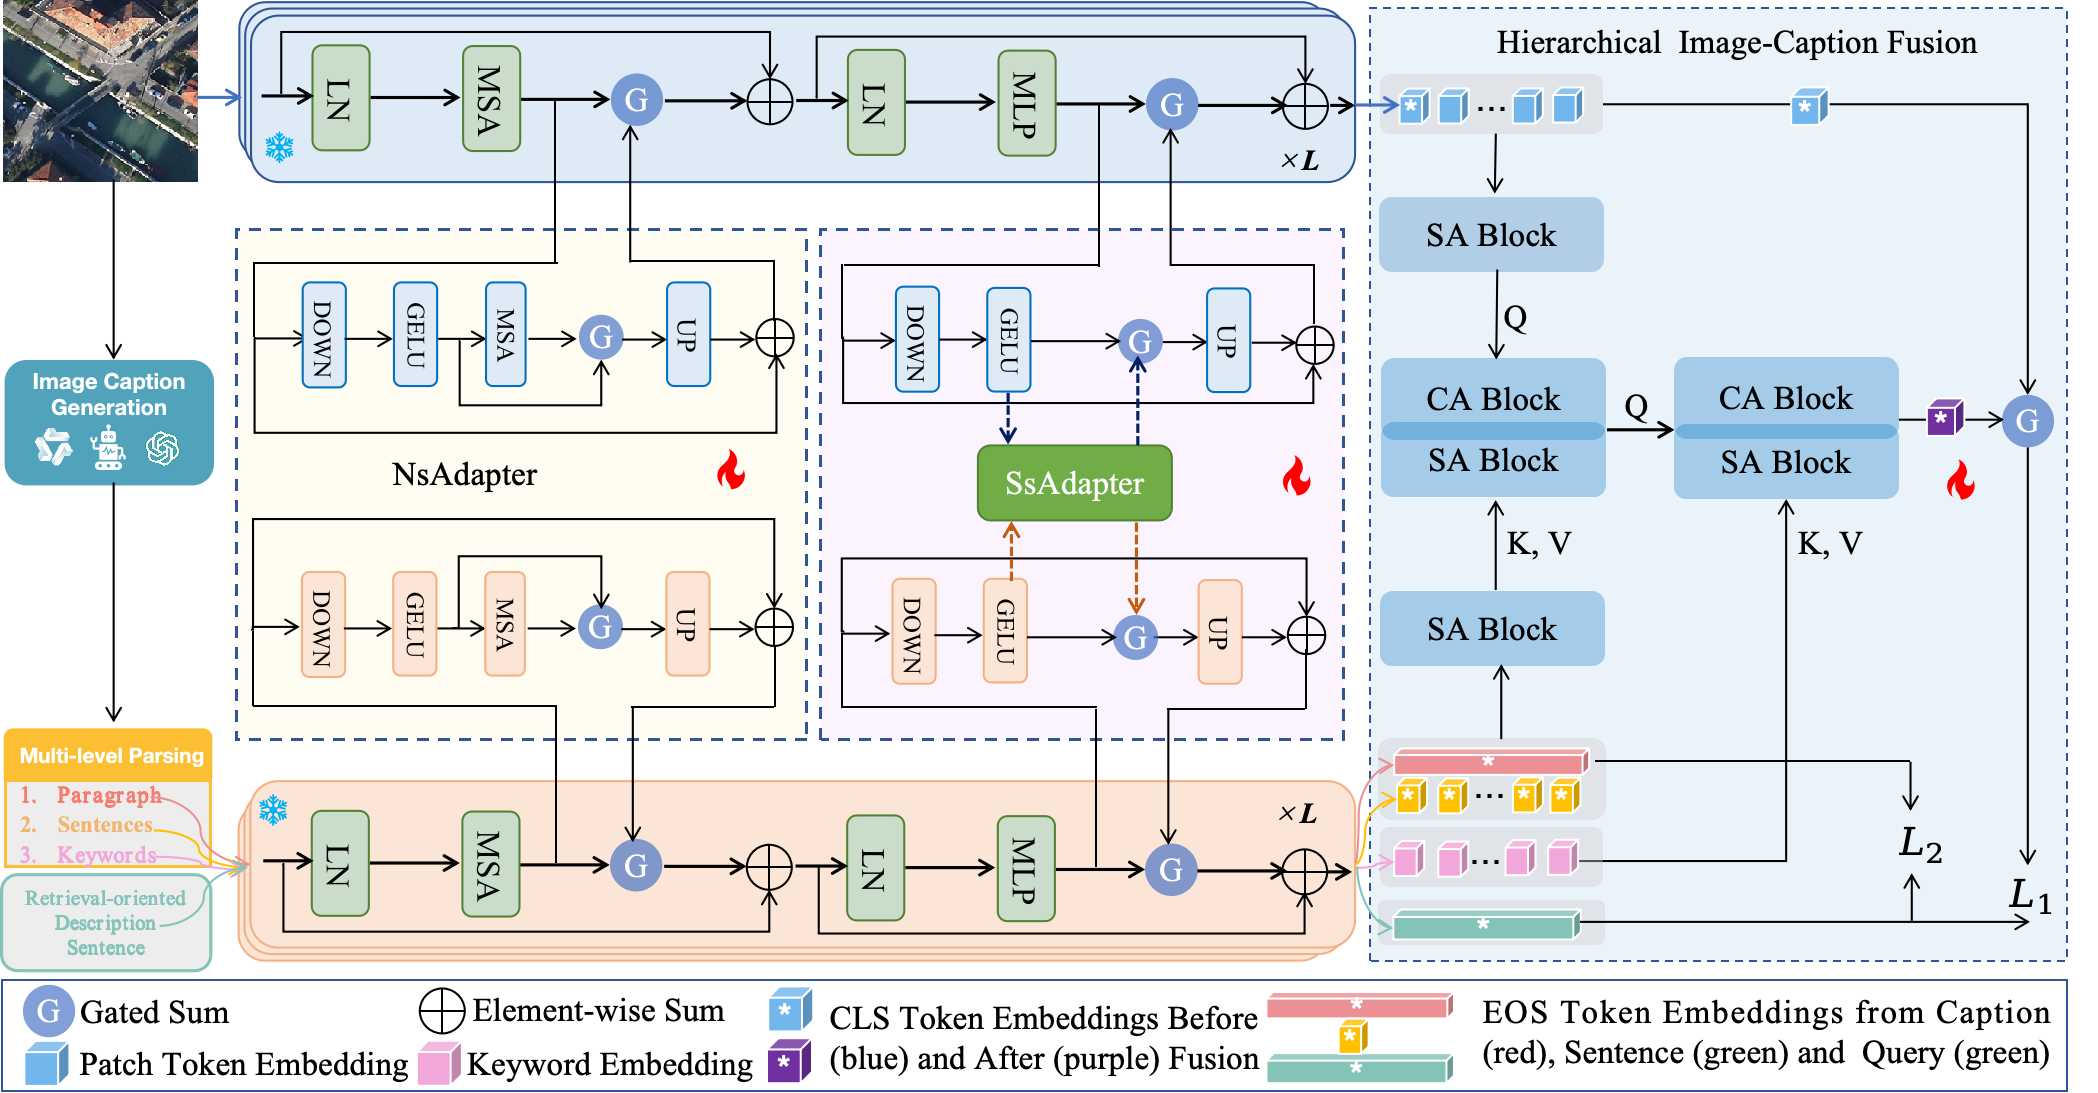 LN
MSA
G
LN
MLP
G
×L
Hierarchical Image-Caption Fusion
* ... *
SA Block
Q
DOWN
GELU
MSA
G
UP
DOWN
GELU
G
UP
Image Caption
Generation
NsAdapter
SsAdapter
CA Block
SA Block
Q
CA Block
SA Block
*
G
K, V
K, V
DOWN
GELU
MSA
G
UP
DOWN
GELU
G
UP
SA Block
Multi-level Parsing
1. Paragraph
2. Sentences
3. Keywords
Retrieval-oriented
Description
Sentence
LN
MSA
G
LN
MLP
G
×L
*
* * ... * *
...
*
L2
L1
G Gated Sum
Element-wise Sum
* CLS Token Embeddings Before
* (blue) and After (purple) Fusion
Patch Token Embedding
Keyword Embedding
*
*
*
EOS Token Embeddings from Caption
(red), Sentence (green) and Query (green)